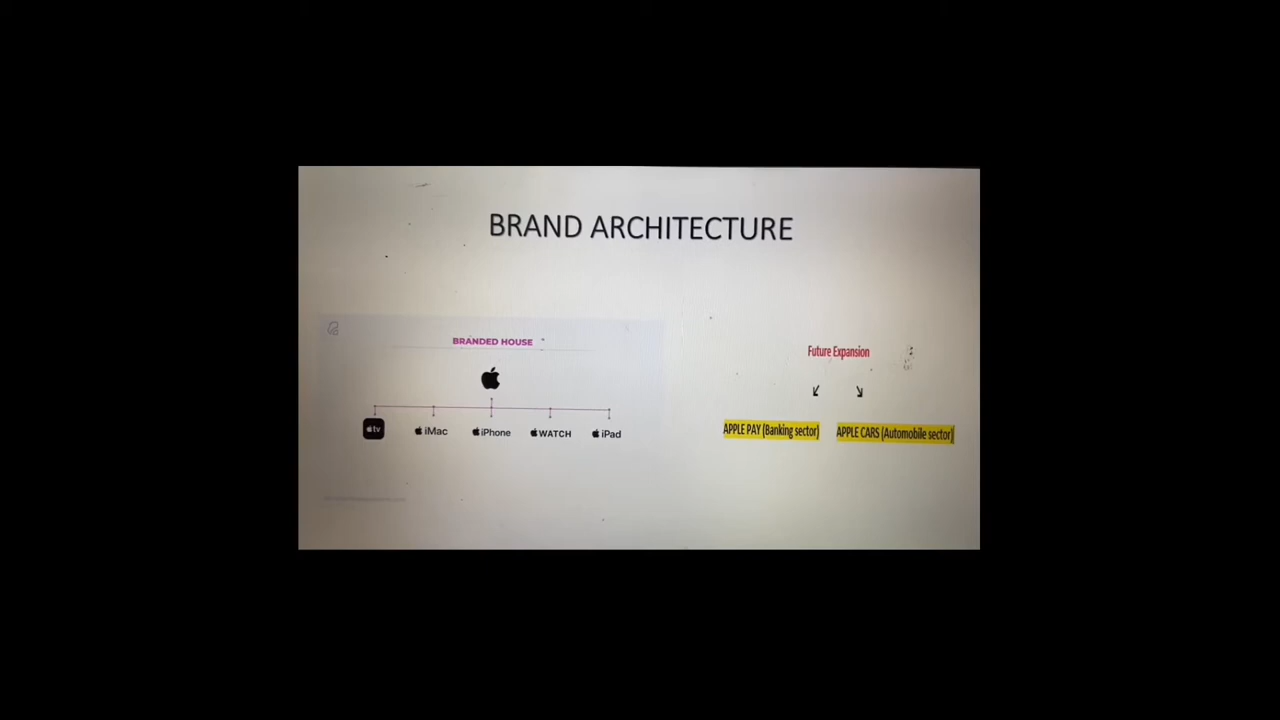 BRAND ARCHITECTURE
BRANDED HOUSE
tv
iMac
iPhone
WATCH
iPad
Future Expansion
APPLE PAY (Banking sector)
APPLE CARS (Automobile sector)